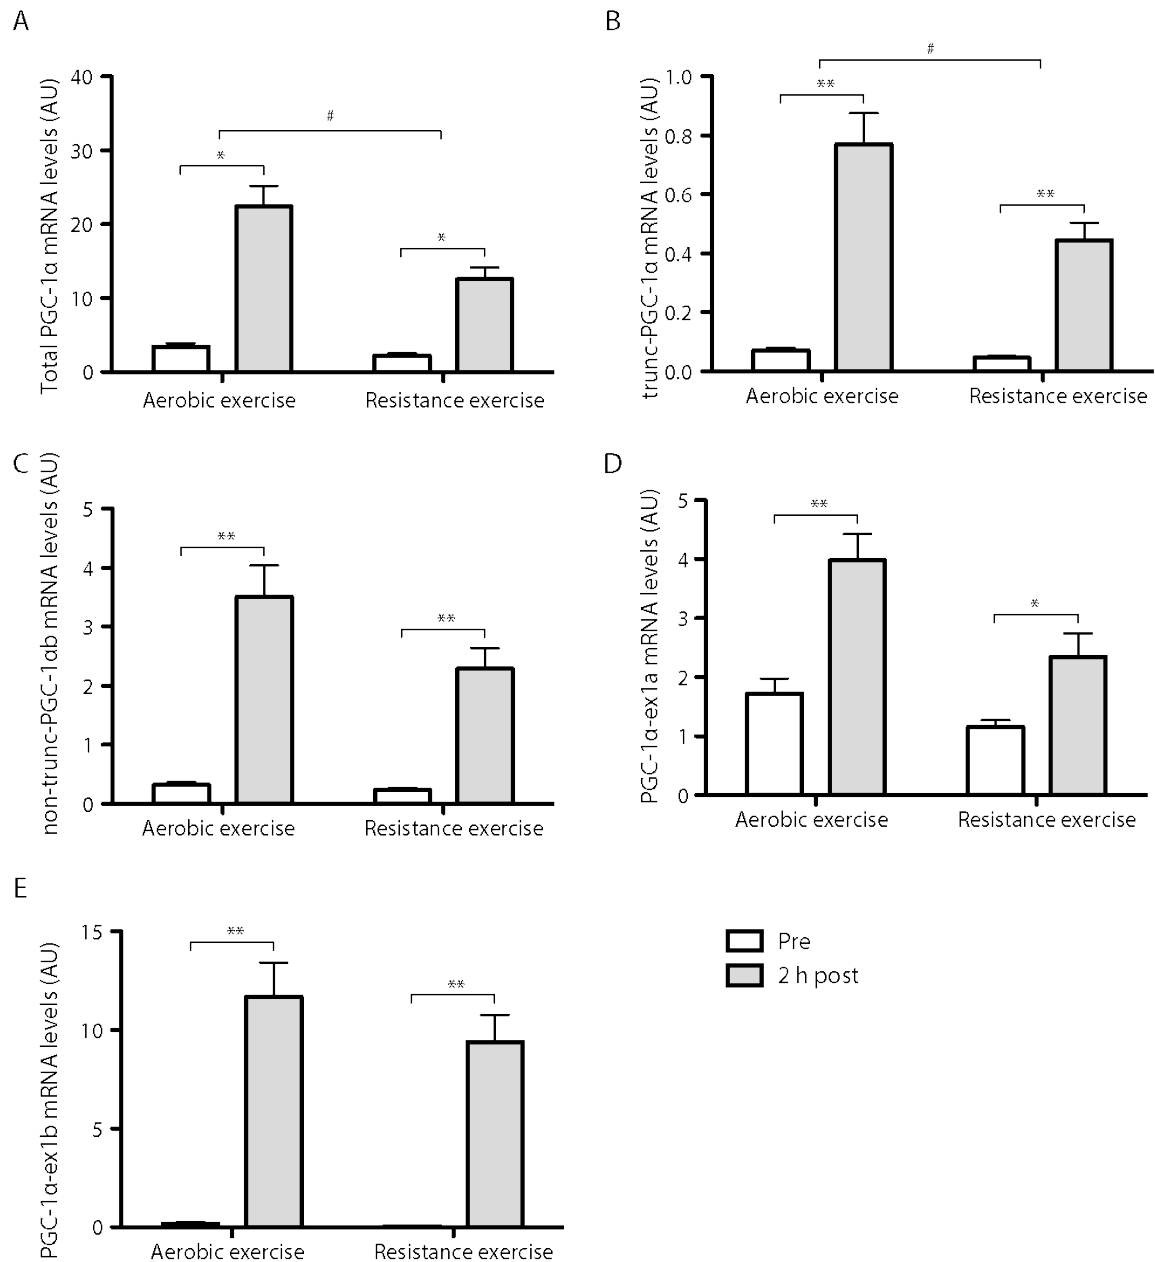 A
Total PGC-1α mRNA levels (AU)
40
30
20
10
0
#
*
*
Aerobic exercise
Resistance exercise
B
trunc-PGC-1α mRNA levels (AU)
1.0
0.8
0.6
0.4
0.2
0.0
#
**
**
Aerobic exercise
Resistance exercise
C
non-trunc-PGC-1αb mRNA levels (AU)
5
4
3
2
1
0
**
**
Aerobic exercise
Resistance exercise
D
PGC-1α-ex1a mRNA levels (AU)
5
4
3
2
1
0
**
*
Aerobic exercise
Resistance exercise
E
PGC-1α-ex1b mRNA levels (AU)
15
10
5
0
**
**
Aerobic exercise
Resistance exercise
Pre
2 h post